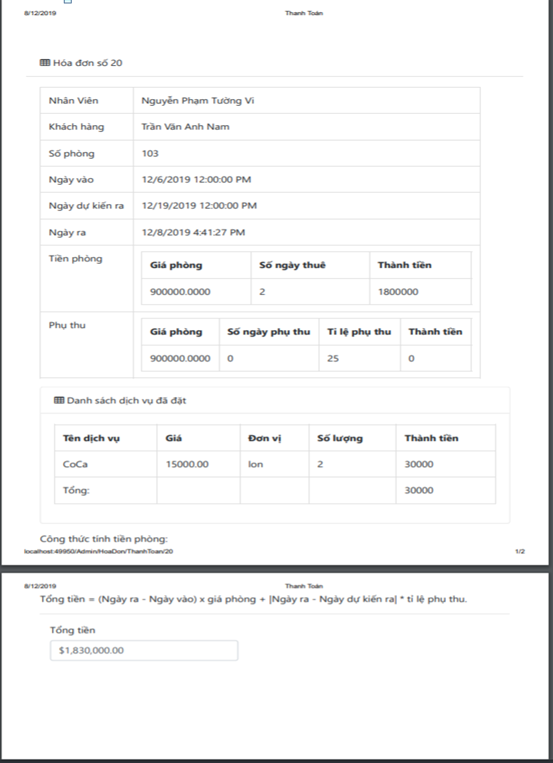 8/12/2019 Thanh Toán
Hóa đơn số 20
Nhân Viên Nguyễn Phạm Tường Vi
Khách hàng Trần Văn Anh Nam
Số phòng 103
Ngày vào 12/6/2019 12:00:00 PM
Ngày dự kiến ra 12/19/2019 12:00:00 PM
Ngày ra 12/8/2019 4:41:27 PM
Tiền phòng
Giá phòng Số ngày thuê Thành tiền
900000.0000 2 1800000
Phụ thu
Giá phòng Số ngày phụ thu Tỉ lệ phụ thu Thành tiền
900000.0000 0 25 0
Danh sách dịch vụ đã đặt
Tên dịch vụ Giá Đơn vị Số lượng Thành tiền
CoCa 15000.00 lon 2 30000
Tổng: 30000
Công thức tính tiền phòng:
localhost:49950/Admin/HoaDon/ThanhToan/20 1/2
8/12/2019 Thanh Toán
Tổng tiền = (Ngày ra - Ngày vào) x giá phòng + |Ngày ra - Ngày dự kiến ra| * tỉ lệ phụ thu.
Tổng tiền
$1,830,000.00